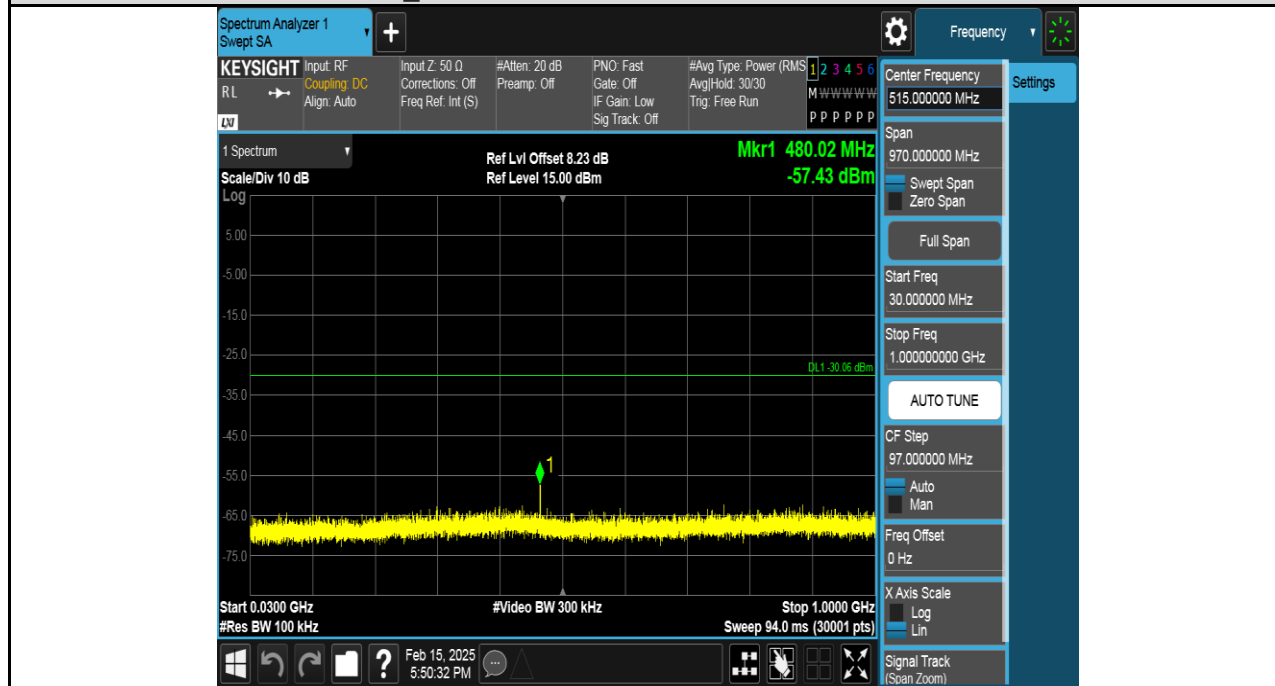 Spectrum Analyzer 1
Swept SA
+
Frequency
KEYSIGHT
RL
LXI
Input: RF
Coupling: DC
Align: Auto
Input Z: 50 Ω
Corrections: Off
Freq Ref: Int (S)
#Atten: 20 dB
Preamp: Off
PNO: Fast
Gate: Off
IF Gain: Low
Sig Track: Off
#Avg Type: Power (RMS
Avg|Hold: 30/30
Trig: Free Run
1 2 3 4 5 6
M W W W W W
P P P P P P
Settings
1 Spectrum
Scale/Div 10 dB
Ref Lvl Offset 8.23 dB
Ref Level 15.00 dBm
Mkr1 480.02 MHz
-57.43 dBm
Log
5.00
-5.00
-15.0
-25.0
-35.0
-45.0
-55.0
-65.0
-75.0
DL1 -30.06 dBm
1
Start 0.0300 GHz
#Res BW 100 kHz
#Video BW 300 kHz
Stop 1.0000 GHz
Sweep 94.0 ms (30001 pts)
Center Frequency
515.000000 MHz
Span
970.000000 MHz
Swept Span
Zero Span
Full Span
Start Freq
30.000000 MHz
Stop Freq
1.000000000 GHz
AUTO TUNE
CF Step
97.000000 MHz
Auto
Man
Freq Offset
0 Hz
X Axis Scale
Log
Lin
Signal Track
(Span Zoom)
?
Feb 15, 2025
5:50:32 PM